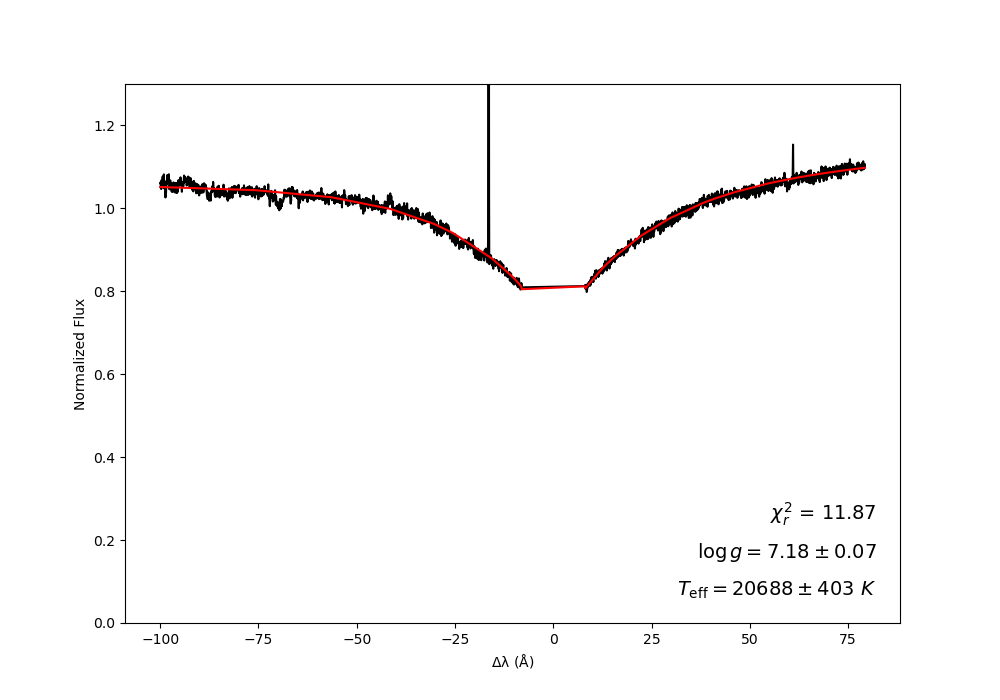 1.2
1.0
0.8
0.6
0.4
0.2
0.0
Normalized Flux
χ²ᵣ = 11.87
log g = 7.18 ± 0.07
T_eff = 20688 ± 403 K
−100 −75 −50 −25 0 25 50 75
Δλ (Å)